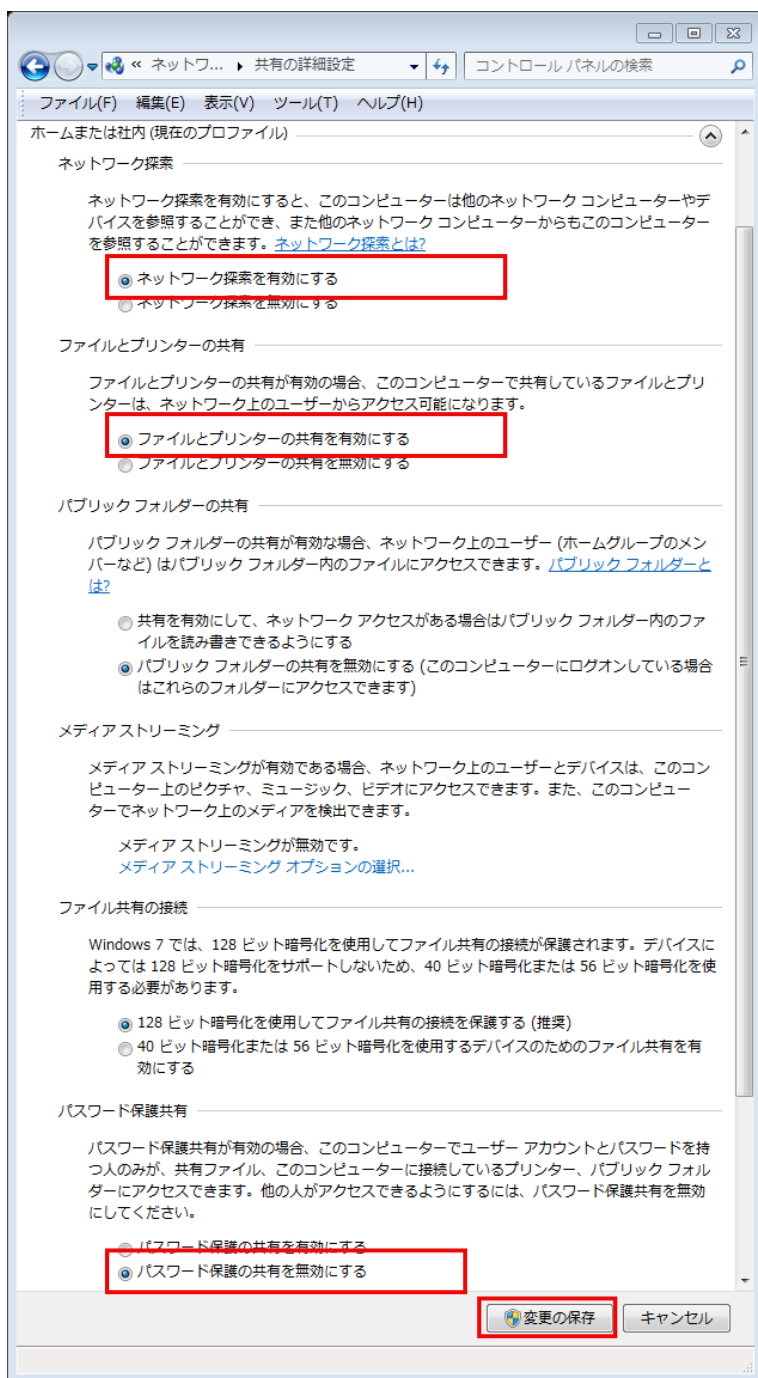 « ネットワ... ▸ 共有の詳細設定 コントロール パネルの検索
ファイル(F) 編集(E) 表示(V) ツール(T) ヘルプ(H)
ホームまたは社内 (現在のプロファイル)
ネットワーク探索
ネットワーク探索を有効にすると、このコンピューターは他のネットワーク コンピューターやデ
バイスを参照することができ、また他のネットワーク コンピューターからもこのコンピューター
を参照することができます。ネットワーク探索とは?
ネットワーク探索を有効にする
ネットワーク探索を無効にする
ファイルとプリンターの共有
ファイルとプリンターの共有が有効の場合、このコンピューターで共有しているファイルとプリ
ンターは、ネットワーク上のユーザーからアクセス可能になります。
ファイルとプリンターの共有を有効にする
ファイルとプリンターの共有を無効にする
パブリック フォルダーの共有
パブリック フォルダーの共有が有効な場合、ネットワーク上のユーザー (ホームグループのメン
バーなど) はパブリック フォルダー内のファイルにアクセスできます。パブリック フォルダーと
は?
共有を有効にして、ネットワーク アクセスがある場合はパブリック フォルダー内のファ
イルを読み書きできるようにする
パブリック フォルダーの共有を無効にする (このコンピューターにログオンしている場合
はこれらのフォルダーにアクセスできます)
メディア ストリーミング
メディア ストリーミングが有効である場合、ネットワーク上のユーザーとデバイスは、このコン
ピューター上のピクチャ、ミュージック、ビデオにアクセスできます。また、このコンピュー
ターでネットワーク上のメディアを検出できます。
メディア ストリーミングが無効です。
メディア ストリーミング オプションの選択...
ファイル共有の接続
Windows 7 では、128 ビット暗号化を使用してファイル共有の接続が保護されます。デバイスに
よっては 128 ビット暗号化をサポートしないため、40 ビット暗号化または 56 ビット暗号化を使
用する必要があります。
128 ビット暗号化を使用してファイル共有の接続を保護する (推奨)
40 ビット暗号化または 56 ビット暗号化を使用するデバイスのためのファイル共有を有
効にする
パスワード保護共有
パスワード保護共有が有効の場合、このコンピューターでユーザー アカウントとパスワードを持
つ人のみが、共有ファイル、このコンピューターに接続しているプリンター、パブリック フォル
ダーにアクセスできます。他の人がアクセスできるようにするには、パスワード保護共有を無効
にしてください。
パスワード保護の共有を有効にする
パスワード保護の共有を無効にする
変更の保存 キャンセル